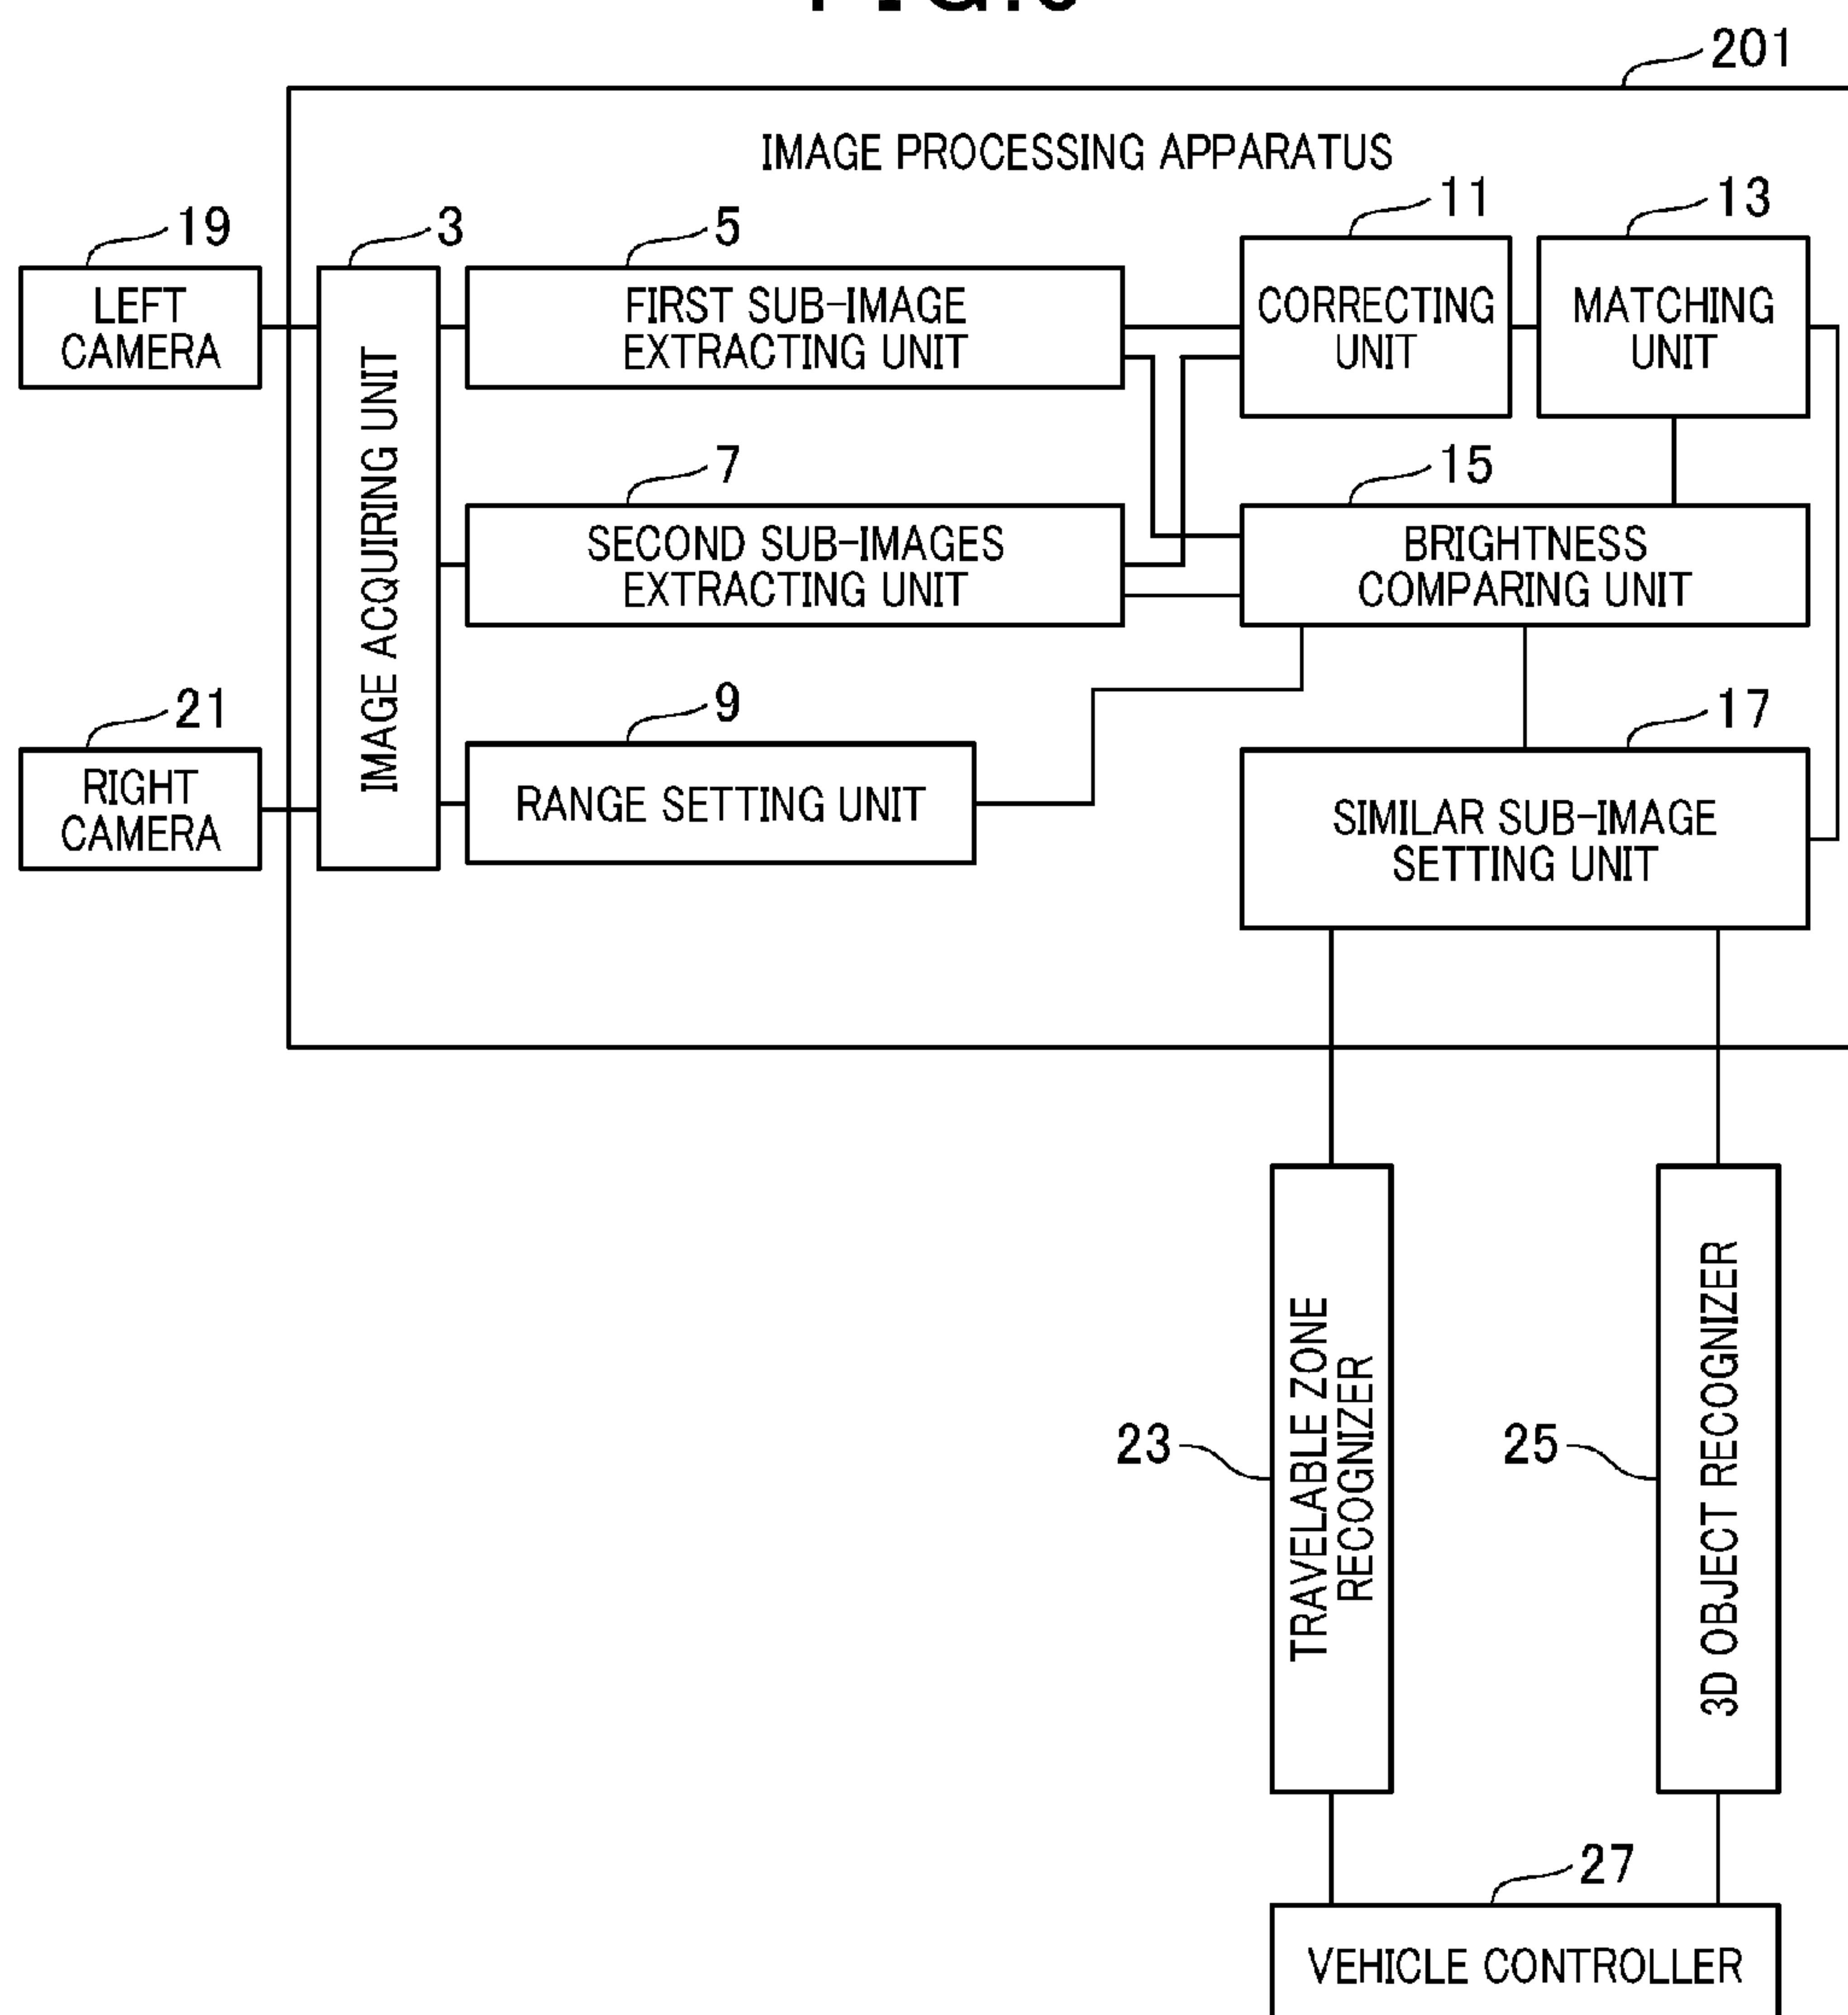 201
IMAGE PROCESSING APPARATUS
19
3
5
11
13
LEFT
CAMERA
IMAGE ACQUIRING UNIT
FIRST SUB-IMAGE
EXTRACTING UNIT
CORRECTING
UNIT
MATCHING
UNIT
7
15
SECOND SUB-IMAGES
EXTRACTING UNIT
BRIGHTNESS
COMPARING UNIT
21
9
17
RIGHT
CAMERA
RANGE SETTING UNIT
SIMILAR SUB-IMAGE
SETTING UNIT
23
TRAVELABLE ZONE
RECOGNIZER
25
3D OBJECT RECOGNIZER
27
VEHICLE CONTROLLER